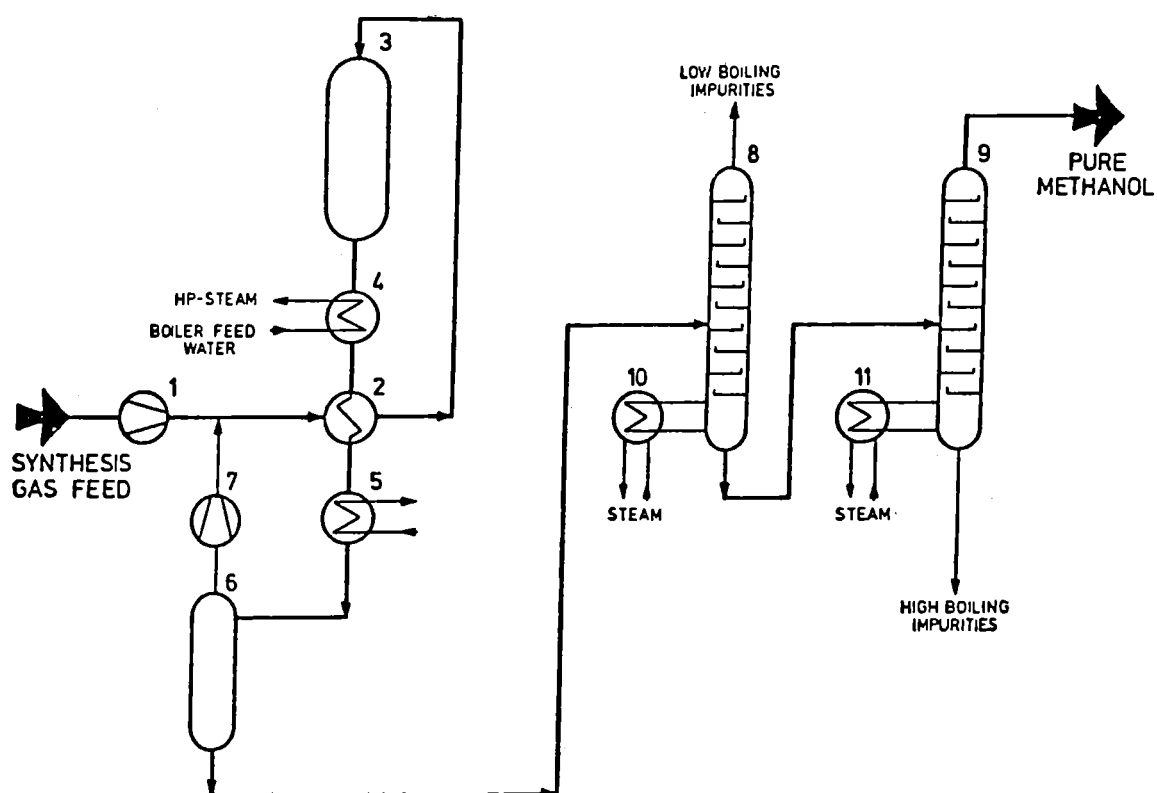 3
LOW BOILING
IMPURITIES
8
9
PURE
METHANOL
4
HP-STEAM
BOILER FEED
WATER
1
2
10
11
SYNTHESIS
GAS FEED
7
5
STEAM
STEAM
6
HIGH BOILING
IMPURITIES